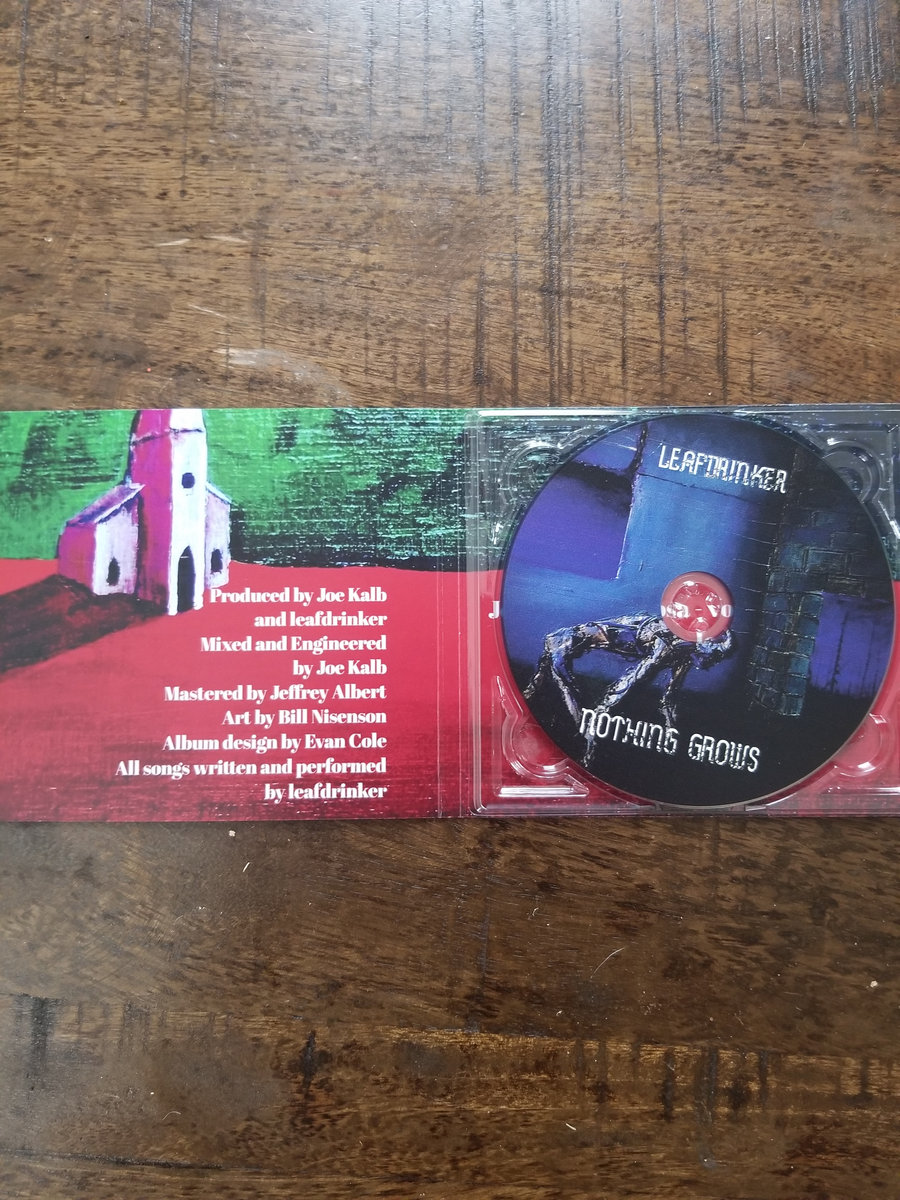 Produced by Joe Kalb
and leafdrinker
Mixed and Engineered
by Joe Kalb
Mastered by Jeffrey Albert
Art by Bill Nisenson
Album design by Evan Cole
All songs written and performed
by leafdrinker
LEAFDRINKER
NOTHING GROWS